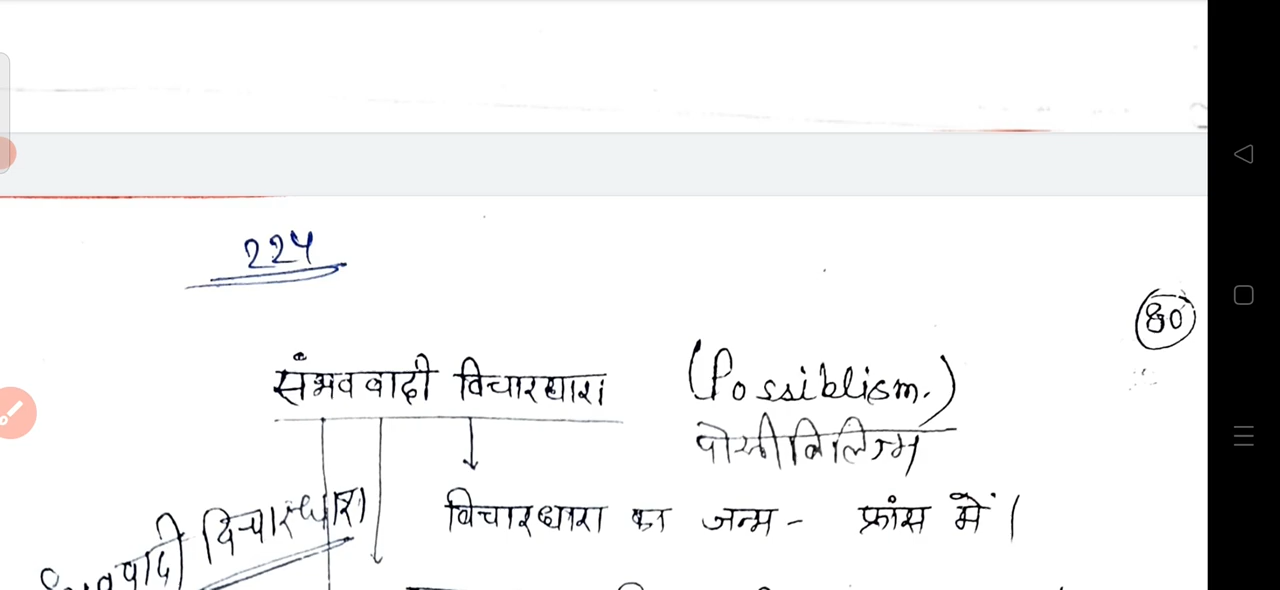 224
80
संभववादी विचारधारा (Possiblism.)
पोसीबिलिज्म
विचारधारा का जन्म - फ्रांस में |
विचारधारा